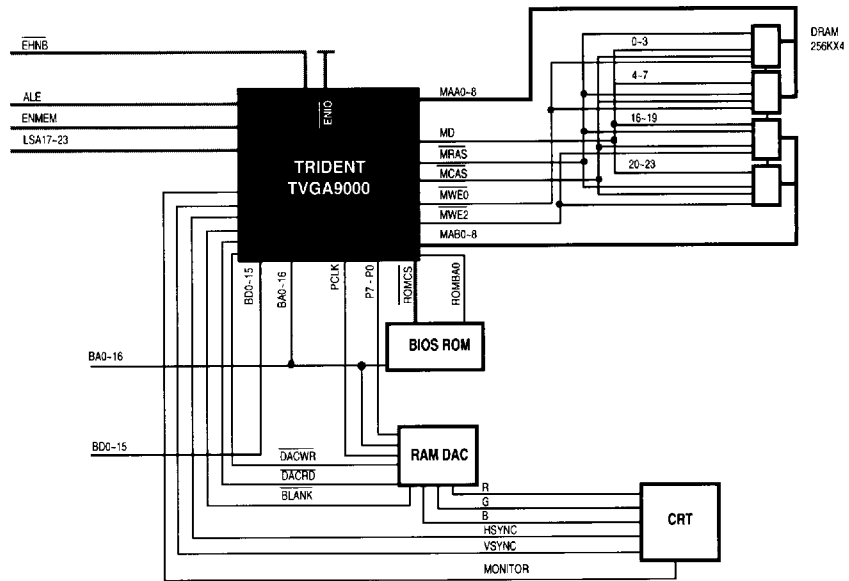 EHNB
ALE
ENMEM
LSA17~23
ENIO
TRIDENT
TVGA9000
MAA0~8
MD
MRAS
MCAS
MWE0
MWE2
MAB0~8
0~3
4~7
16~19
20~23
DRAM
256KX4
BD0~15
BA0~16
PCLK
P7 - P0
ROMCS
ROMBA0
BIOS ROM
BA0~16
BD0~15
RAM DAC
DACWR
DACRD
BLANK
R
G
B
HSYNC
VSYNC
MONITOR
CRT